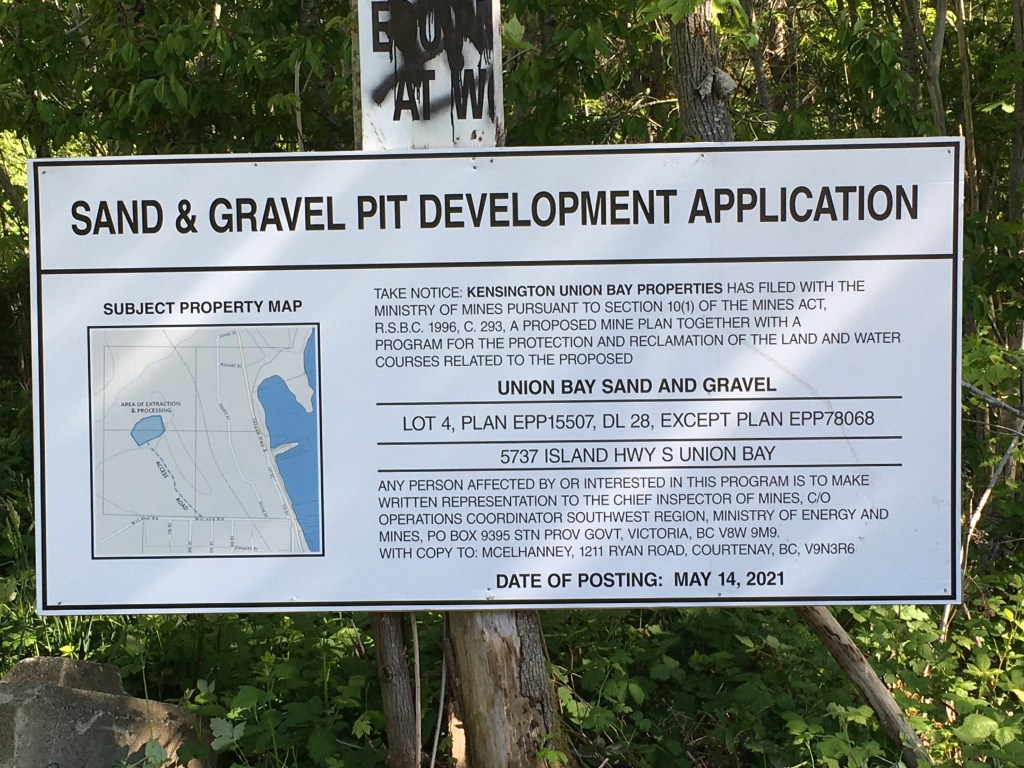 AT W
SAND & GRAVEL PIT DEVELOPMENT APPLICATION
SUBJECT PROPERTY MAP
AREA OF EXTRACTION
& PROCESSING
ACCESS
ROAD
TAKE NOTICE: KENSINGTON UNION BAY PROPERTIES HAS FILED WITH THE
MINISTRY OF MINES PURSUANT TO SECTION 10(1) OF THE MINES ACT,
R.S.B.C. 1996, C. 293, A PROPOSED MINE PLAN TOGETHER WITH A
PROGRAM FOR THE PROTECTION AND RECLAMATION OF THE LAND AND WATER
COURSES RELATED TO THE PROPOSED
UNION BAY SAND AND GRAVEL
LOT 4, PLAN EPP15507, DL 28, EXCEPT PLAN EPP78068
5737 ISLAND HWY S UNION BAY
ANY PERSON AFFECTED BY OR INTERESTED IN THIS PROGRAM IS TO MAKE
WRITTEN REPRESENTATION TO THE CHIEF INSPECTOR OF MINES, C/O
OPERATIONS COORDINATOR SOUTHWEST REGION, MINISTRY OF ENERGY AND
MINES, PO BOX 9395 STN PROV GOVT, VICTORIA, BC V8W 9M9.
WITH COPY TO: MCELHANNEY, 1211 RYAN ROAD, COURTENAY, BC, V9N3R6
DATE OF POSTING: MAY 14, 2021